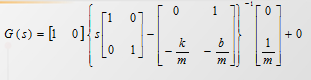 G(s) = [1 0] { s [1 0; 0 1] − [0 1; −k/m −b/m] }⁻¹ [0; 1/m] + 0